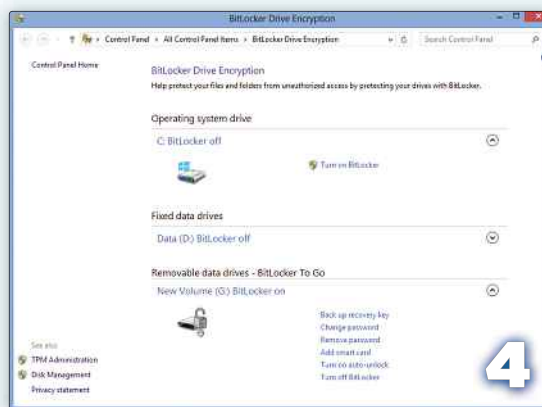 BitLocker Drive Encryption
Control Panel ▸ All Control Panel Items ▸ BitLocker Drive Encryption
Search Control Panel
Control Panel Home
BitLocker Drive Encryption
Help protect your files and folders from unauthorized access by protecting your drives with BitLocker.
Operating system drive
C: BitLocker off
Turn on BitLocker
Fixed data drives
Data (D:) BitLocker off
Removable data drives - BitLocker To Go
New Volume (G:) BitLocker on
Back up recovery key
Change password
Remove password
Add smart card
Turn on auto-unlock
Turn off BitLocker
See also
TPM Administration
Disk Management
Privacy statement
4